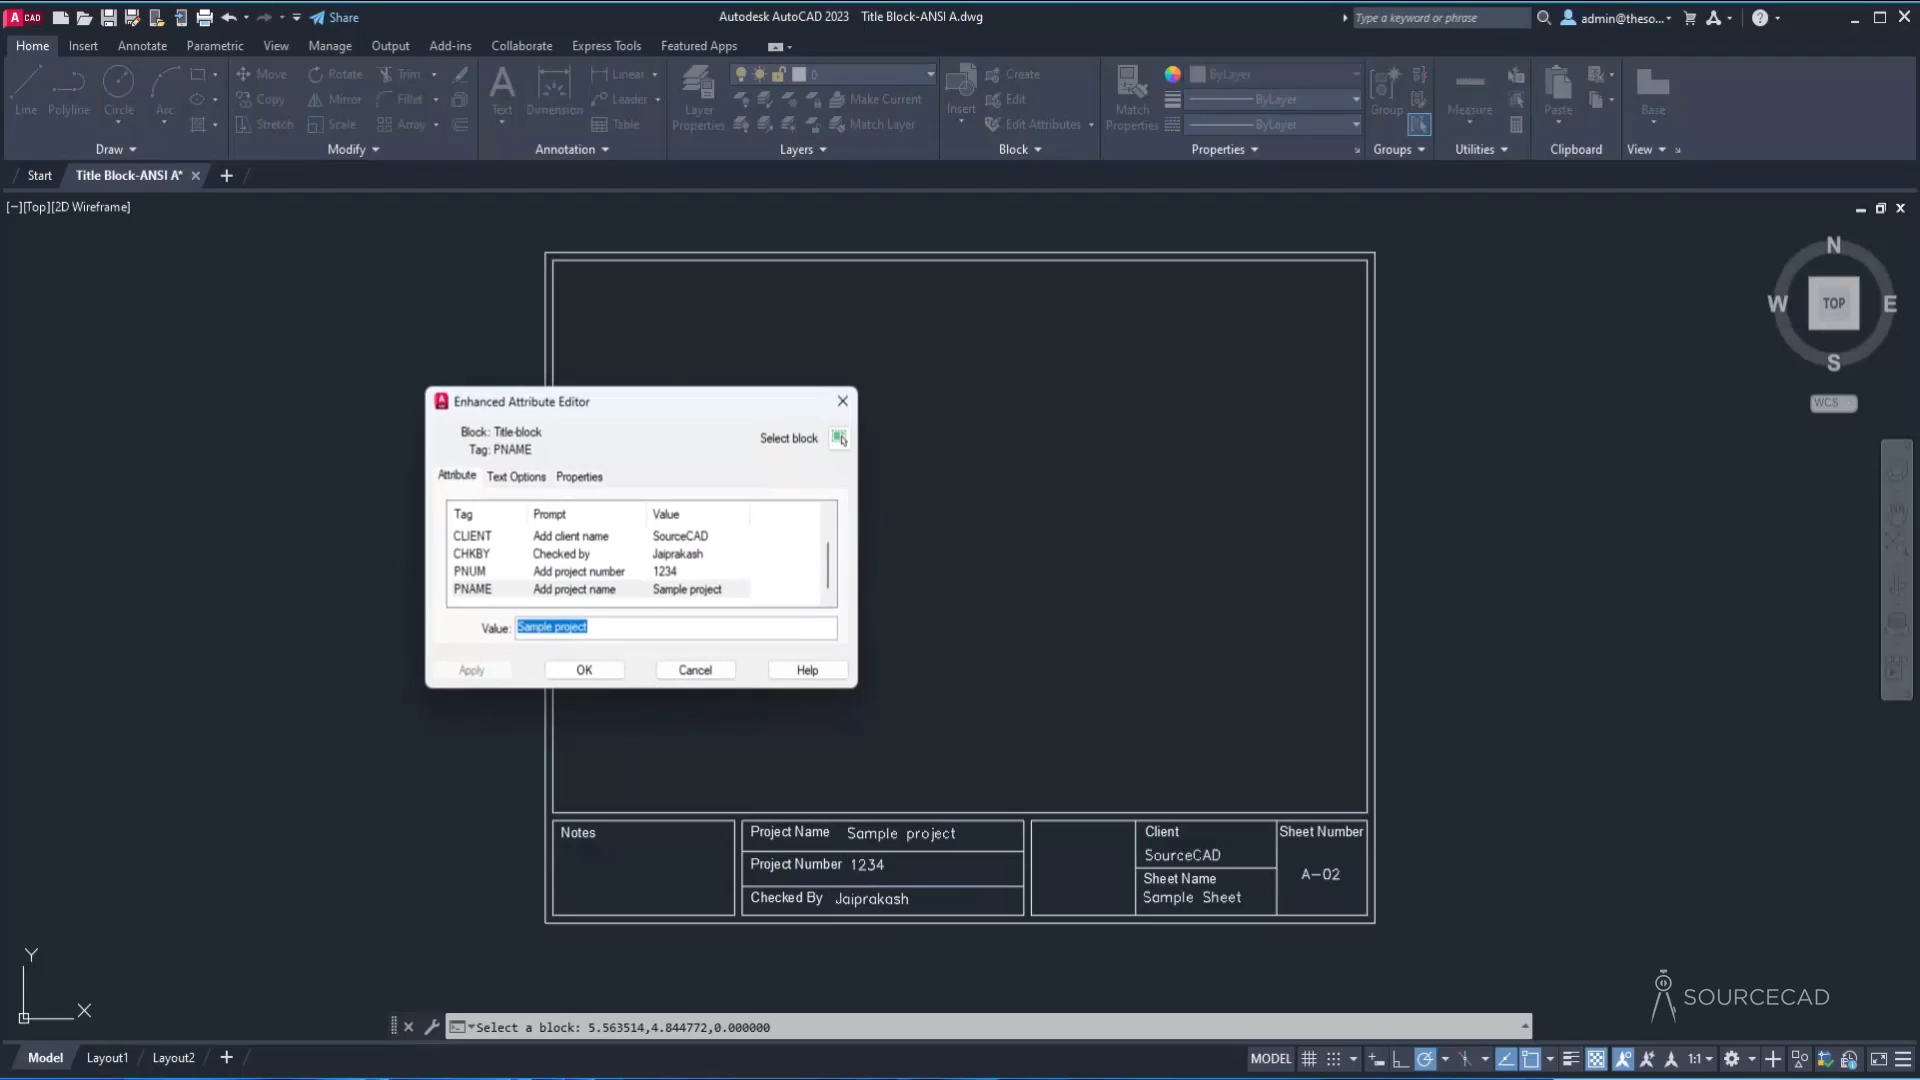 A CAD Share Autodesk AutoCAD 2023 Title Block-ANSI A.dwg Type a keyword or phrase admin@theso...
Home Insert Annotate Parametric View Manage Output Add-ins Collaborate Express Tools Featured Apps
Line Polyline Circle Arc
Move Rotate Trim
Copy Mirror Fillet
Stretch Scale Array
Text Dimension
Linear
Leader
Table
Layer
Properties
0
Make Current
Match Layer
Insert
Create
Edit
Edit Attributes
Match
Properties
ByLayer
ByLayer
ByLayer
Group
Measure
Paste
Base
Draw Modify Annotation Layers Block Properties Groups Utilities Clipboard View
Start Title Block-ANSI A*
[−][Top][2D Wireframe]
N
W TOP E
S
WCS
A Enhanced Attribute Editor
Block: Title-block
Tag: PNAME
Select block
Attribute Text Options Properties
Tag Prompt Value
CLIENT Add client name SourceCAD
CHKBY Checked by Jaiprakash
PNUM Add project number 1234
PNAME Add project name Sample project
Value: Sample project
Apply OK Cancel Help
Notes
Project Name Sample project
Project Number 1234
Checked By Jaiprakash
Client
SourceCAD
Sheet Name
Sample Sheet
Sheet Number
A-02
Y
X
SOURCECAD
Select a block: 5.563514,4.844772,0.000000
Model Layout1 Layout2 + MODEL 1:1